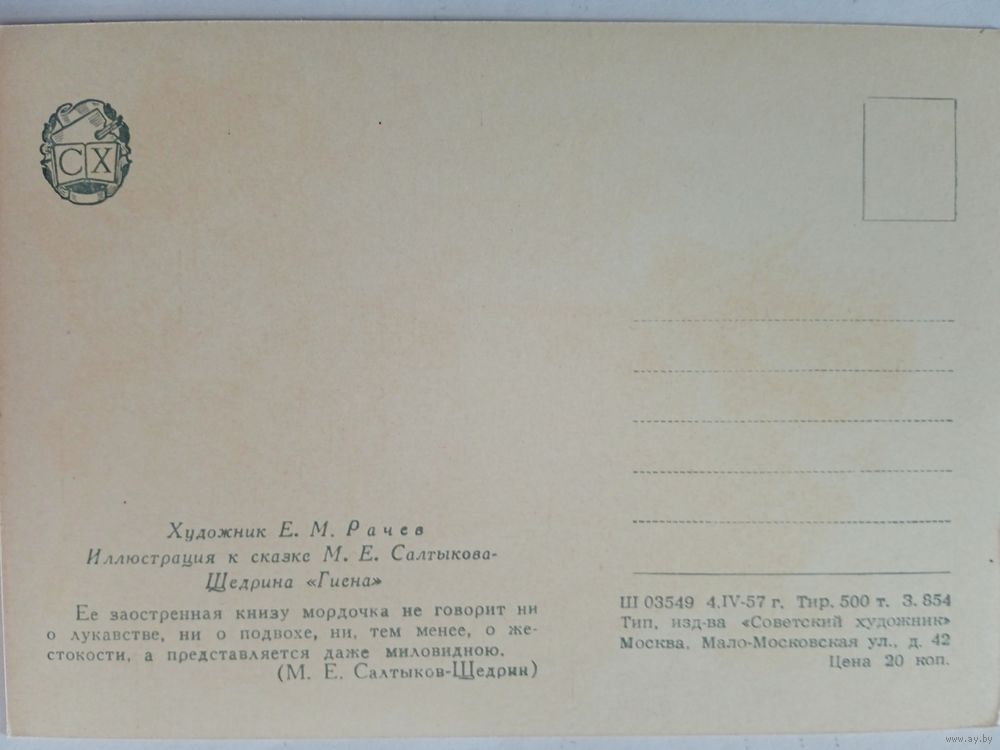 СХ
Художник Е. М. Рачев
Иллюстрация к сказке М. Е. Салтыкова-
Щедрина «Гиена»
Ее заостренная книзу мордочка не говорит ни
о лукавстве, ни о подвохе, ни, тем менее, о же-
стокости, а представляется даже миловидною.
(М. Е. Салтыков-Щедрин)
Ш 03549 4.IV-57 г. Тир. 500 т. З. 854
Тип. изд-ва «Советский художник»
Москва, Мало-Московская ул., д. 42
Цена 20 коп.
www.ay.by